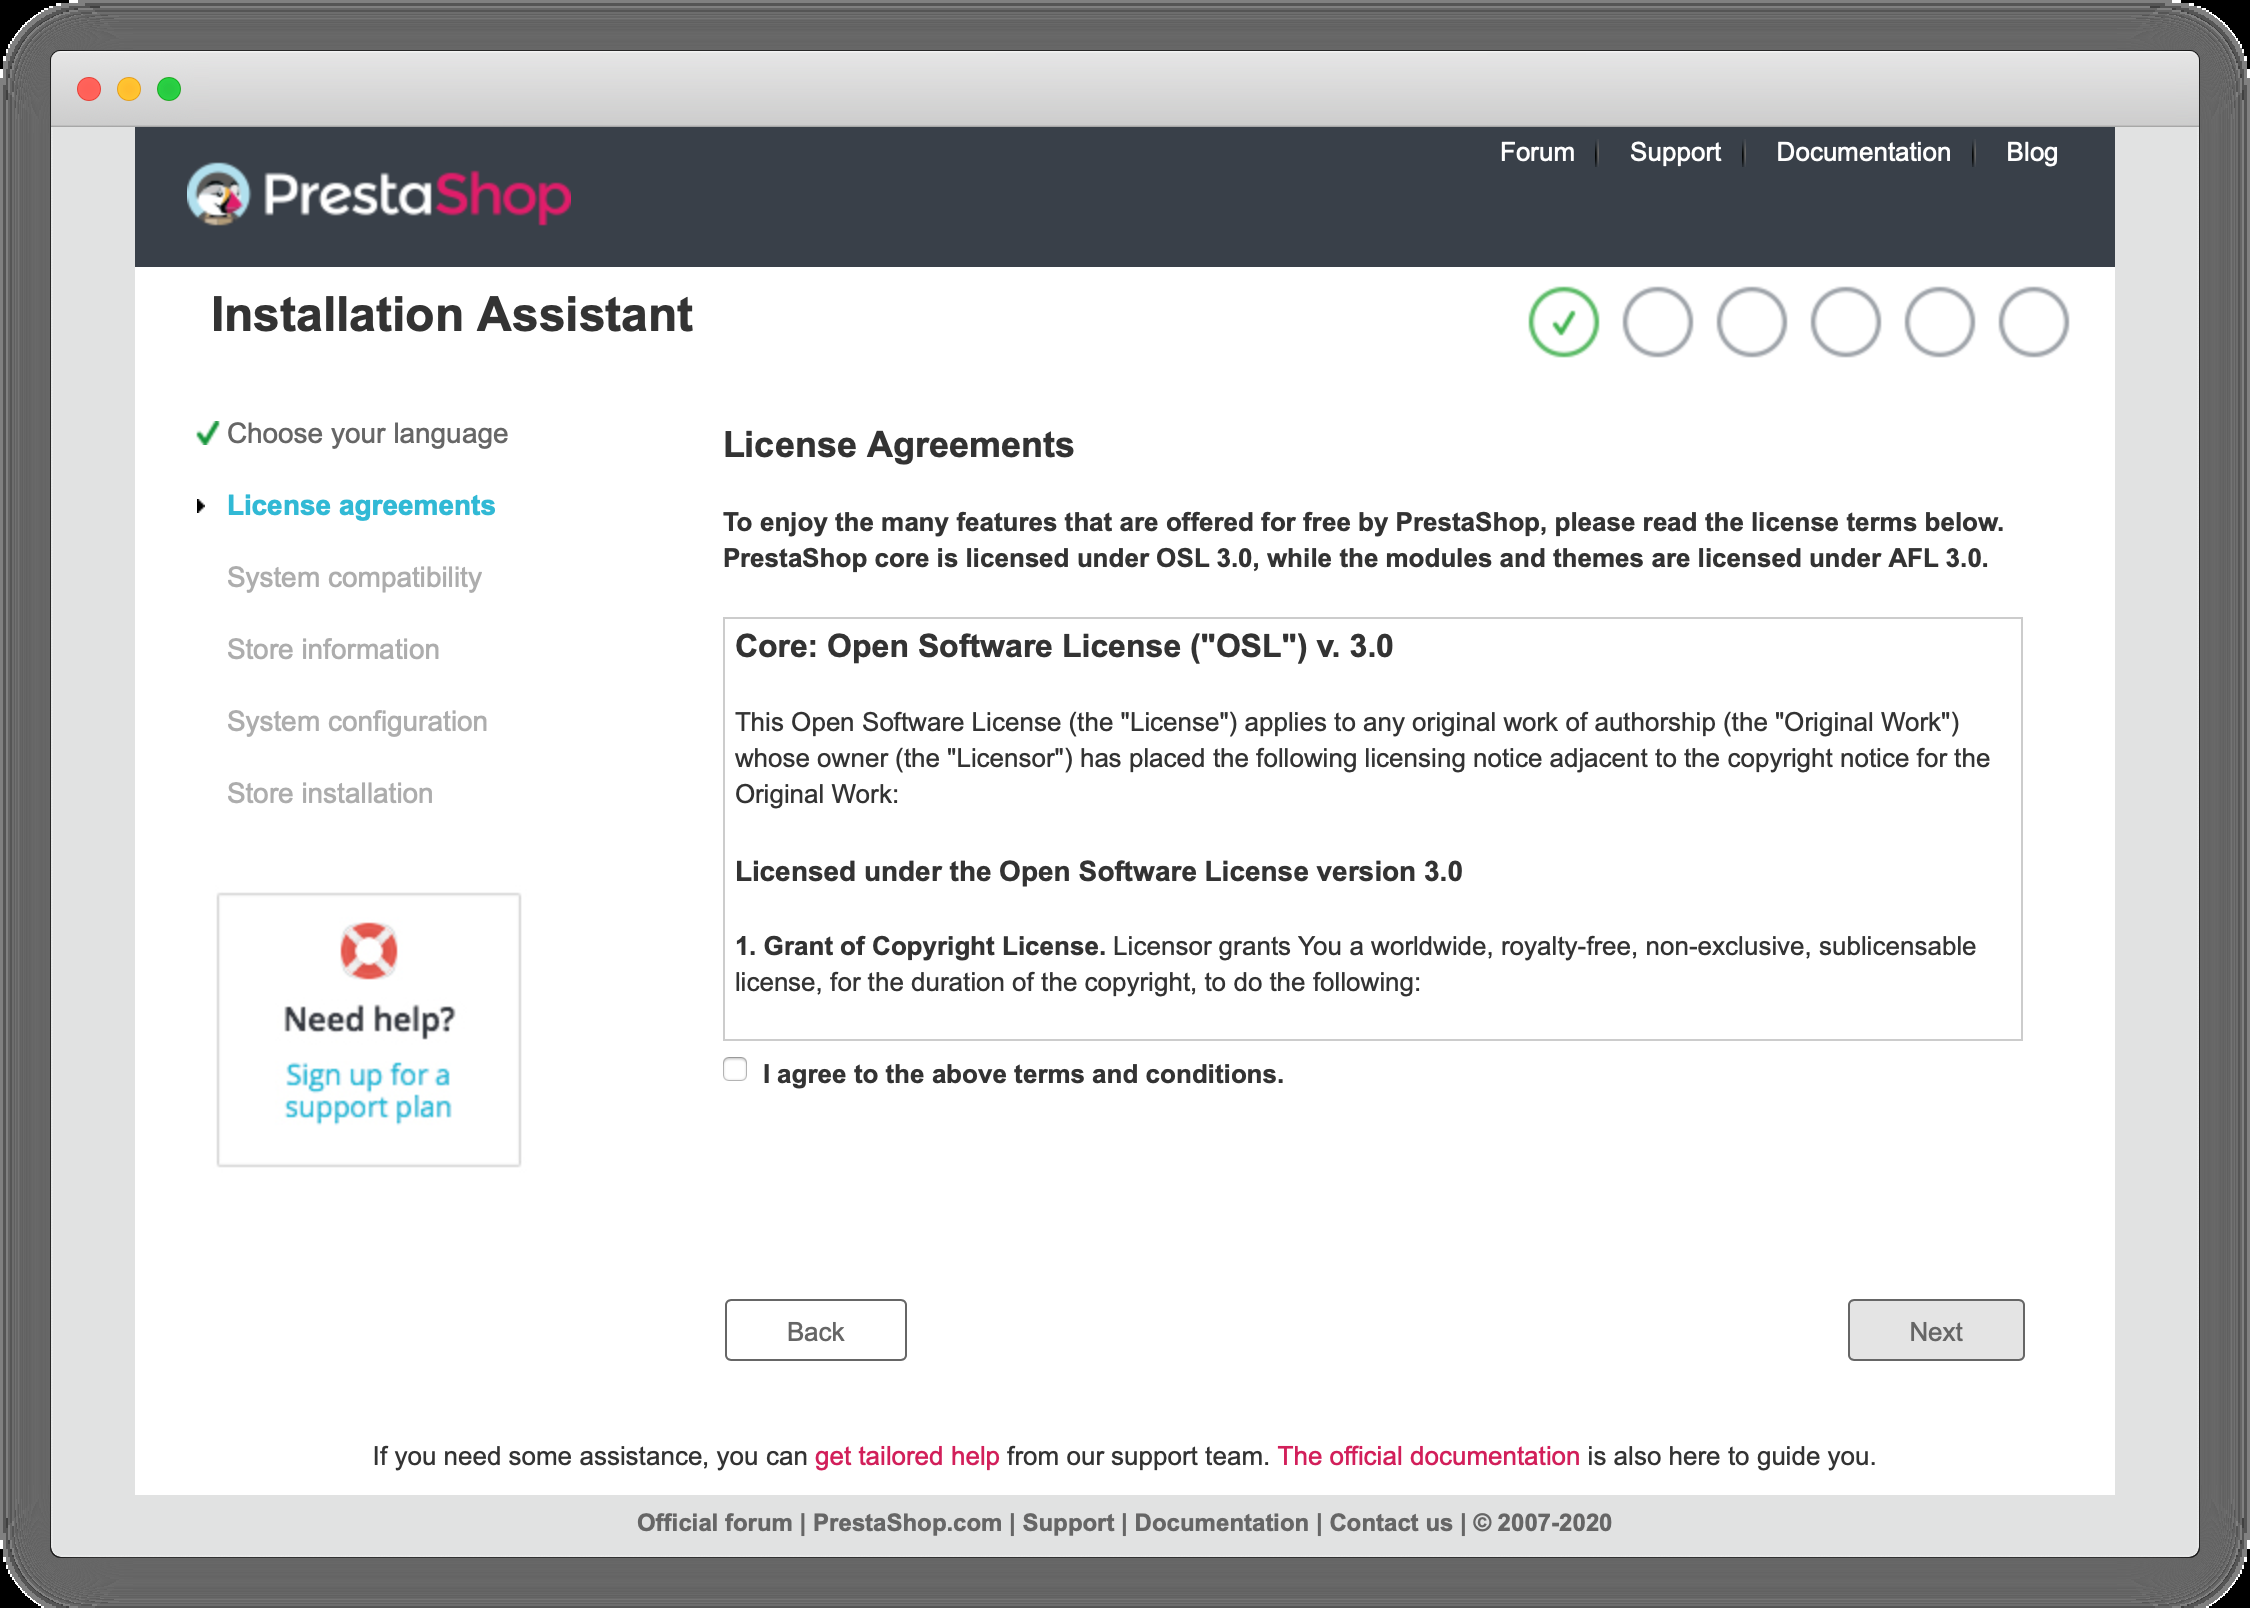 PrestaShop
Forum
Support
Documentation
Blog
Installation Assistant
Choose your language
License agreements
System compatibility
Store information
System configuration
Store installation
Need help?
Sign up for a
support plan
License Agreements
To enjoy the many features that are offered for free by PrestaShop, please read the license terms below.
PrestaShop core is licensed under OSL 3.0, while the modules and themes are licensed under AFL 3.0.
Core: Open Software License ("OSL") v. 3.0
This Open Software License (the "License") applies to any original work of authorship (the "Original Work")
whose owner (the "Licensor") has placed the following licensing notice adjacent to the copyright notice for the
Original Work:
Licensed under the Open Software License version 3.0
1. Grant of Copyright License. Licensor grants You a worldwide, royalty-free, non-exclusive, sublicensable
license, for the duration of the copyright, to do the following:
I agree to the above terms and conditions.
Back
Next
If you need some assistance, you can get tailored help from our support team. The official documentation is also here to guide you.
Official forum | PrestaShop.com | Support | Documentation | Contact us | © 2007-2020